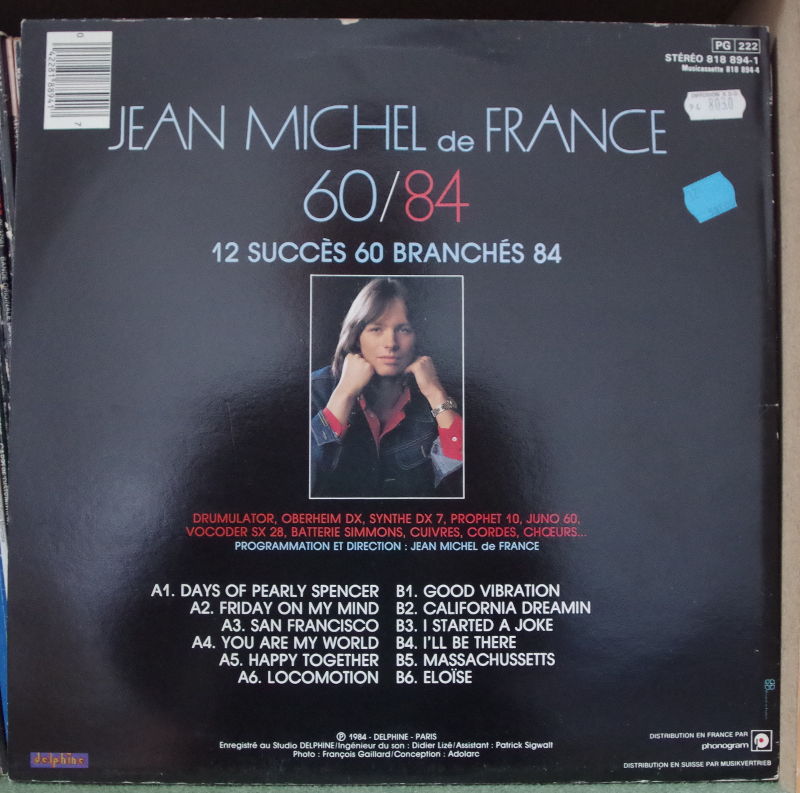 PG 222
STÉRÉO 818 894-1
Musicassette 818 894-4
0
42281889417
7
8030
JEAN MICHEL de FRANCE
60/84
12 SUCCÈS 60 BRANCHÉS 84
DRUMULATOR, OBERHEIM DX, SYNTHE DX 7, PROPHET 10, JUNO 60,
VOCODER SX 28, BATTERIE SIMMONS, CUIVRES, CORDES, CHŒURS...
PROGRAMMATION ET DIRECTION : JEAN MICHEL de FRANCE
A1. DAYS OF PEARLY SPENCER
A2. FRIDAY ON MY MIND
A3. SAN FRANCISCO
A4. YOU ARE MY WORLD
A5. HAPPY TOGETHER
A6. LOCOMOTION
B1. GOOD VIBRATION
B2. CALIFORNIA DREAMIN
B3. I STARTED A JOKE
B4. I'LL BE THERE
B5. MASSACHUSSETTS
B6. ELOÏSE
℗ 1984 - DELPHINE - PARIS
Enregistré au Studio DELPHINE/Ingénieur du son : Didier Lizé/Assistant : Patrick Sigwalt
Photo : François Gaillard/Conception : Adolarc
delphine
DISTRIBUTION EN FRANCE PAR
phonogram
DISTRIBUTION EN SUISSE PAR MUSIKVERTRIEB